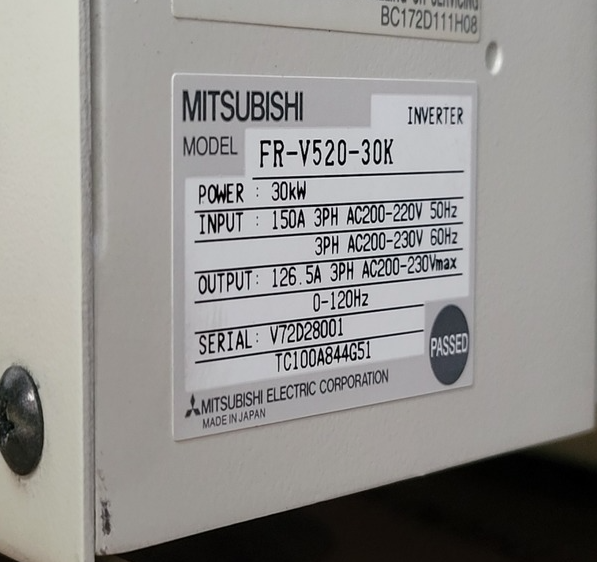 SERVICING
BC172D111H08
MITSUBISHI
INVERTER
MODEL FR-V520-30K
POWER : 30kW
INPUT : 150A 3PH AC200-220V 50Hz
3PH AC200-230V 60Hz
OUTPUT: 126.5A 3PH AC200-230Vmax
0-120Hz
SERIAL: V72D28001
TC100A844G51
PASSED
MITSUBISHI ELECTRIC CORPORATION
MADE IN JAPAN